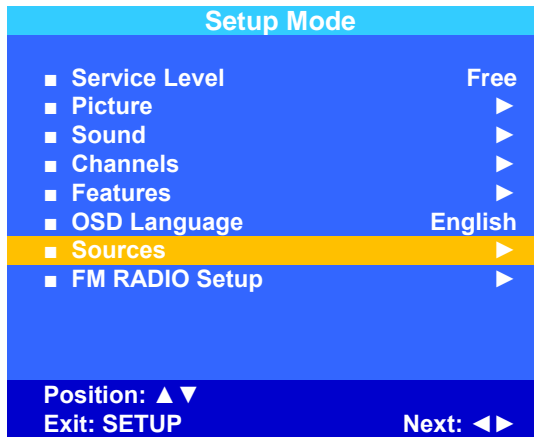 Setup Mode
■ Service Level Free
■ Picture ►
■ Sound ►
■ Channels ►
■ Features ►
■ OSD Language English
■ Sources ►
■ FM RADIO Setup ►
Position: ▲▼
Exit: SETUP Next: ◄►